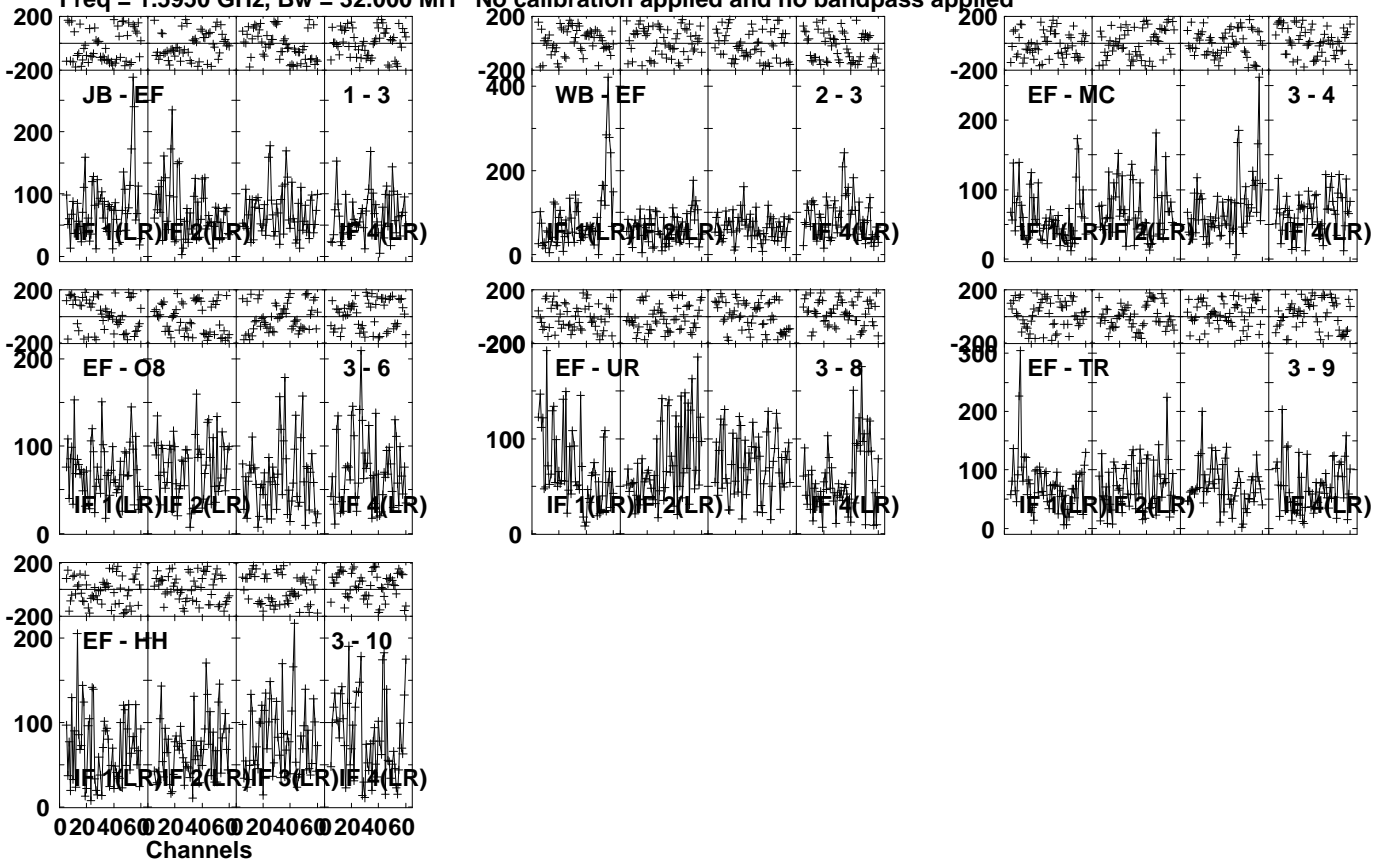 Freq = 1.5950 GHz, Bw = 32.000 MH No calibration applied and no bandpass applied
200
-200
JB - EF
1 - 3
200
100
0
IF 1(LR)
IF 2(LR)
IF 4(LR)
200
-200
400
WB - EF
2 - 3
200
0
IF 1(LR)
IF 2(LR)
IF 4(LR)
200
-200
EF - MC
3 - 4
200
100
0
IF 1(LR)
IF 2(LR)
IF 4(LR)
200
-200
200
EF - O8
3 - 6
100
0
IF 1(LR)
IF 2(LR)
IF 4(LR)
200
-200
200
EF - UR
3 - 8
100
0
IF 1(LR)
IF 2(LR)
IF 4(LR)
200
-200
300
EF - TR
3 - 9
200
100
0
IF 1(LR)
IF 2(LR)
IF 4(LR)
200
-200
200
EF - HH
3 - 10
100
0
IF 1(LR)
IF 2(LR)
IF 3(LR)
IF 4(LR)
0 20 40 60 0 20 40 60 0 20 40 60 0 20 40 60
Channels